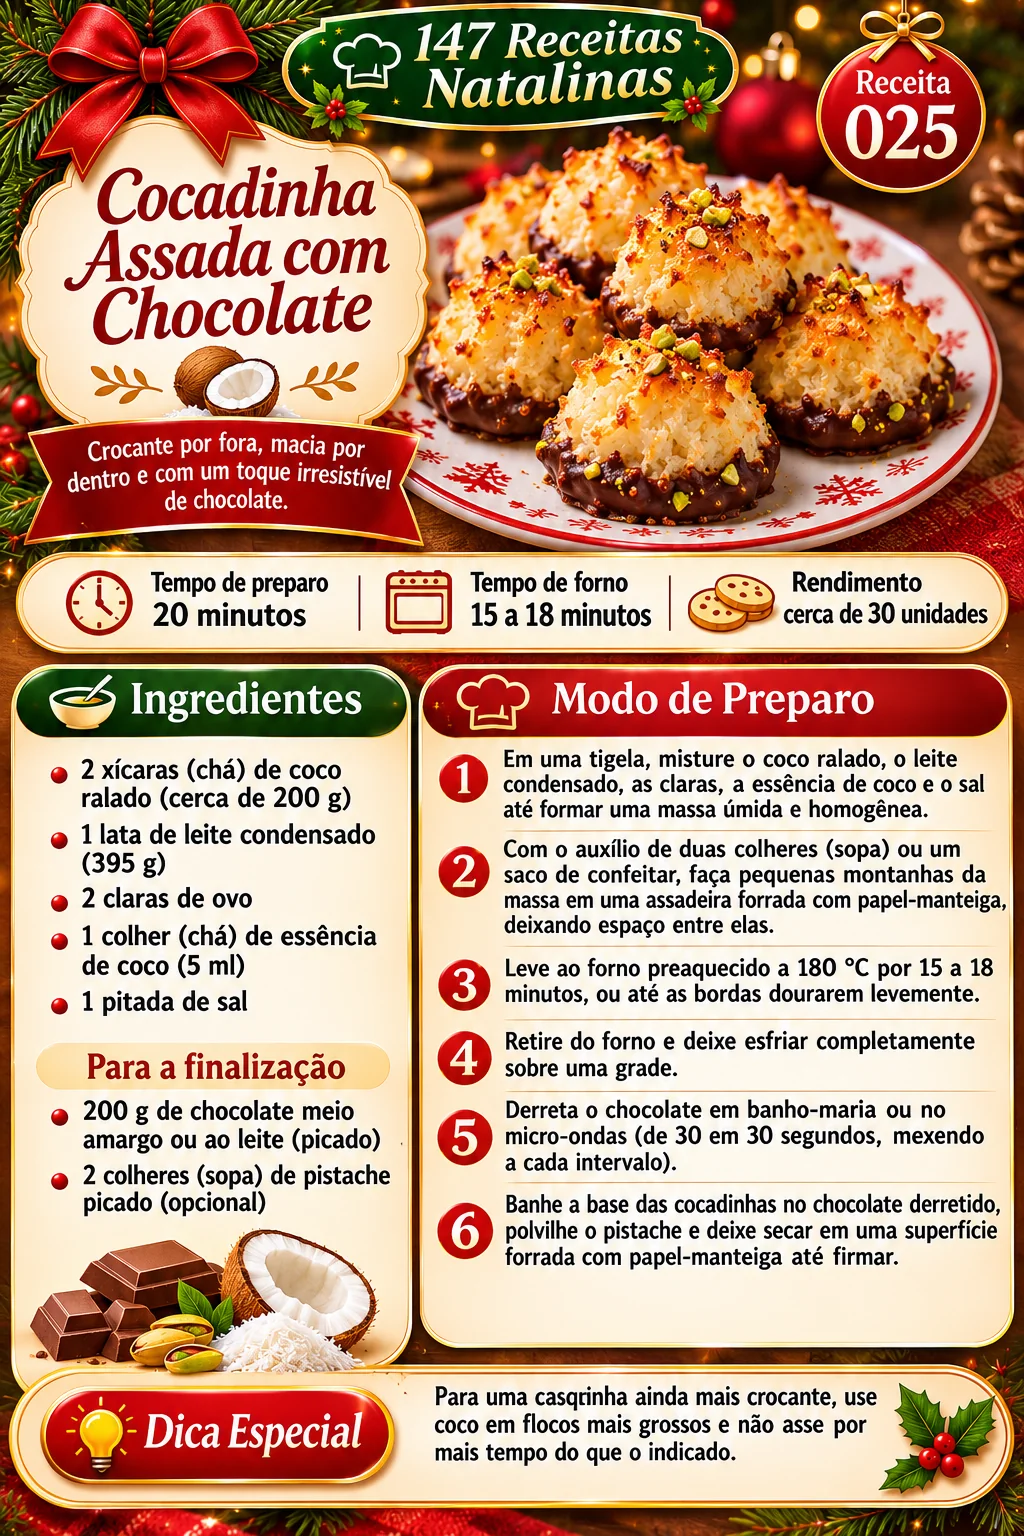 147 Receitas
Natalinas
Receita
025
Cocadinha
Assada com
Chocolate
Crocante por fora, macia por
dentro e com um toque irresistível
de chocolate.
Tempo de preparo
20 minutos
Tempo de forno
15 a 18 minutos
Rendimento
cerca de 30 unidades
Ingredientes
2 xícaras (chá) de coco
ralado (cerca de 200 g)
1 lata de leite condensado
(395 g)
2 claras de ovo
1 colher (chá) de essência
de coco (5 ml)
1 pitada de sal
Para a finalização
200 g de chocolate meio
amargo ou ao leite (picado)
2 colheres (sopa) de pistache
picado (opcional)
Modo de Preparo
1
Em uma tigela, misture o coco ralado, o leite
condensado, as claras, a essência de coco e o sal
até formar uma massa úmida e homogênea.
2
Com o auxílio de duas colheres (sopa) ou um
saco de confeitar, faça pequenas montanhas da
massa em uma assadeira forrada com papel-manteiga,
deixando espaço entre elas.
3
Leve ao forno preaquecido a 180 °C por 15 a 18
minutos, ou até as bordas dourarem levemente.
4
Retire do forno e deixe esfriar completamente
sobre uma grade.
5
Derreta o chocolate em banho-maria ou no
micro-ondas (de 30 em 30 segundos, mexendo
a cada intervalo).
6
Banhe a base das cocadinhas no chocolate derretido,
polvilhe o pistache e deixe secar em uma superfície
forrada com papel-manteiga até firmar.
Dica Especial
Para uma casqrinha ainda mais crocante, use
coco em flocos mais grossos e não asse por
mais tempo do que o indicado.